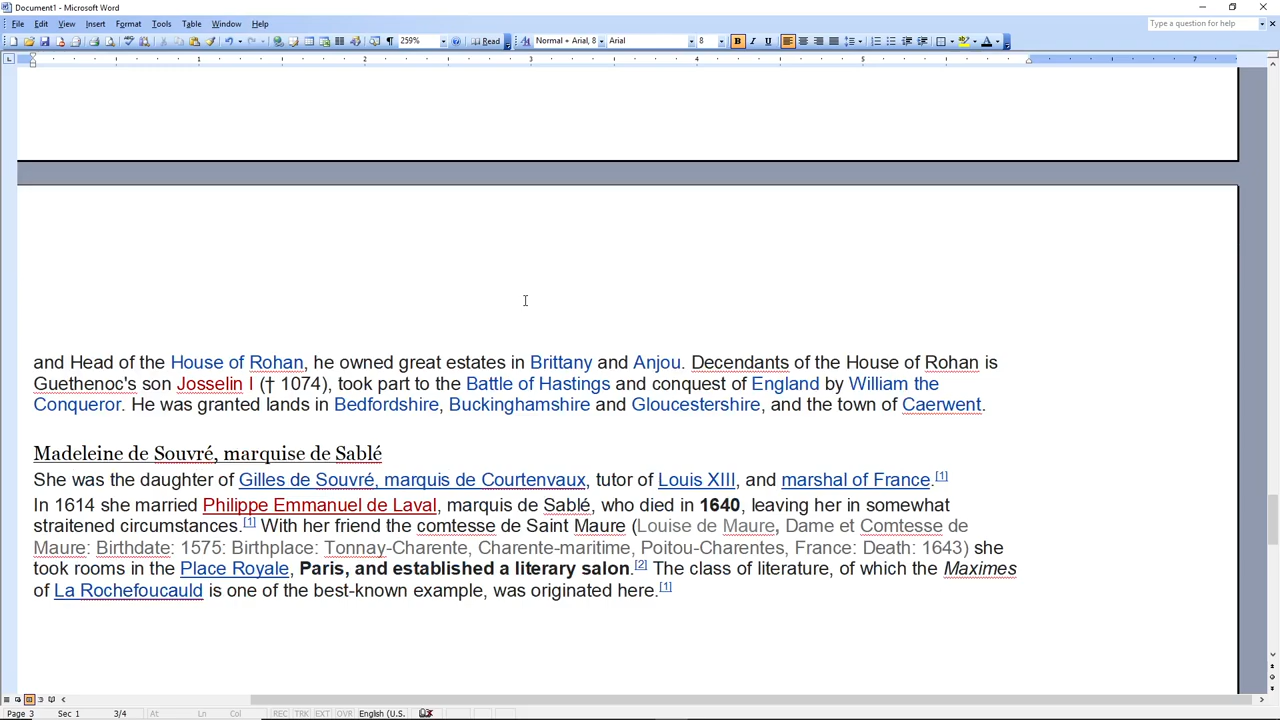 Document1 - Microsoft Word
File Edit View Insert Format Tools Table Window Help
Type a question for help
259% Read Normal + Arial, 8 Arial 8 B I U
1 2 3 4 5 7
and Head of the House of Rohan, he owned great estates in Brittany and Anjou. Decendants of the House of Rohan is
Guethenoc's son Josselin I († 1074), took part to the Battle of Hastings and conquest of England by William the
Conqueror. He was granted lands in Bedfordshire, Buckinghamshire and Gloucestershire, and the town of Caerwent.
Madeleine de Souvré, marquise de Sablé
She was the daughter of Gilles de Souvré, marquis de Courtenvaux, tutor of Louis XIII, and marshal of France.[1]
In 1614 she married Philippe Emmanuel de Laval, marquis de Sablé, who died in 1640, leaving her in somewhat
straitened circumstances.[1] With her friend the comtesse de Saint Maure (Louise de Maure, Dame et Comtesse de
Maure: Birthdate: 1575: Birthplace: Tonnay-Charente, Charente-maritime, Poitou-Charentes, France: Death: 1643) she
took rooms in the Place Royale, Paris, and established a literary salon.[2] The class of literature, of which the Maximes
of La Rochefoucauld is one of the best-known example, was originated here.[1]
Page 3 Sec 1 3/4 At Ln Col REC TRK EXT OVR English (U.S.